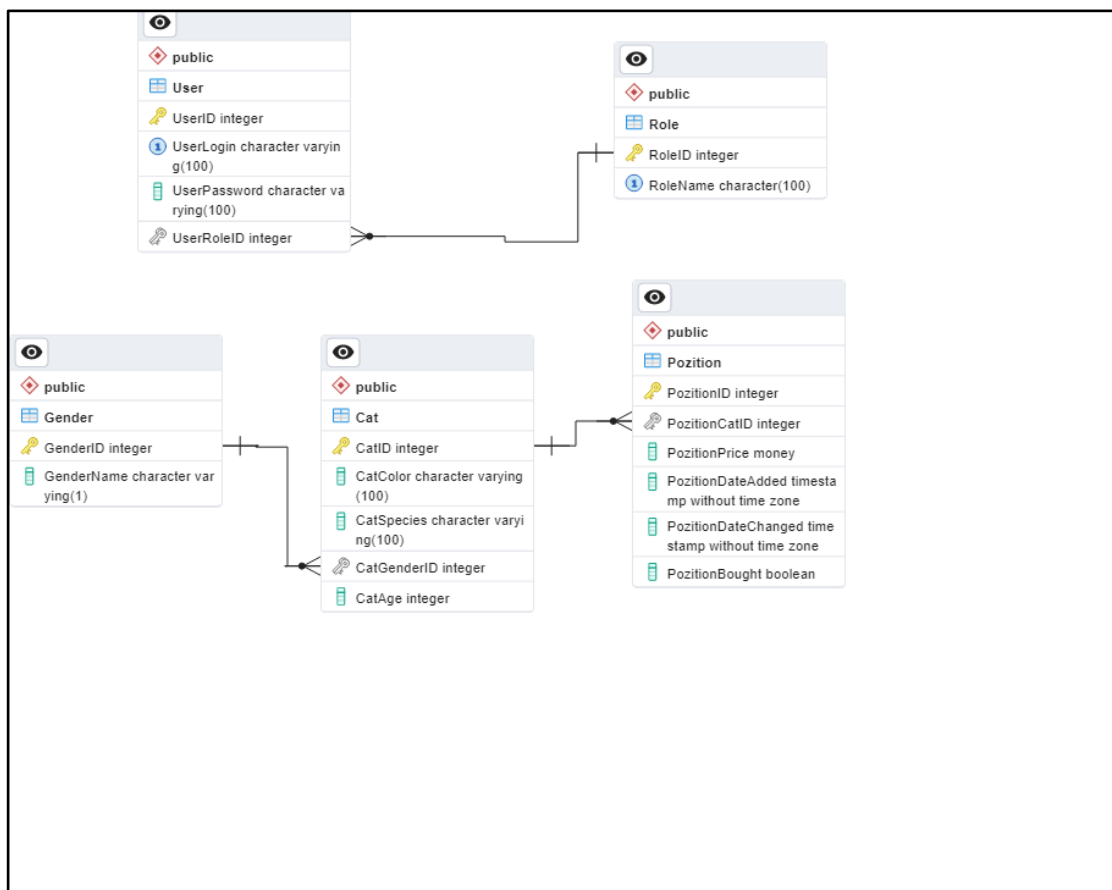 public
User
UserID integer
UserLogin character varyin
g(100)
UserPassword character va
rying(100)
UserRoleID integer
public
Role
RoleID integer
RoleName character(100)
public
Gender
GenderID integer
GenderName character var
ying(1)
public
Cat
CatID integer
CatColor character varying
(100)
CatSpecies character varyi
ng(100)
CatGenderID integer
CatAge integer
public
Pozition
PozitionID integer
PozitionCatID integer
PozitionPrice money
PozitionDateAdded timesta
mp without time zone
PozitionDateChanged time
stamp without time zone
PozitionBought boolean